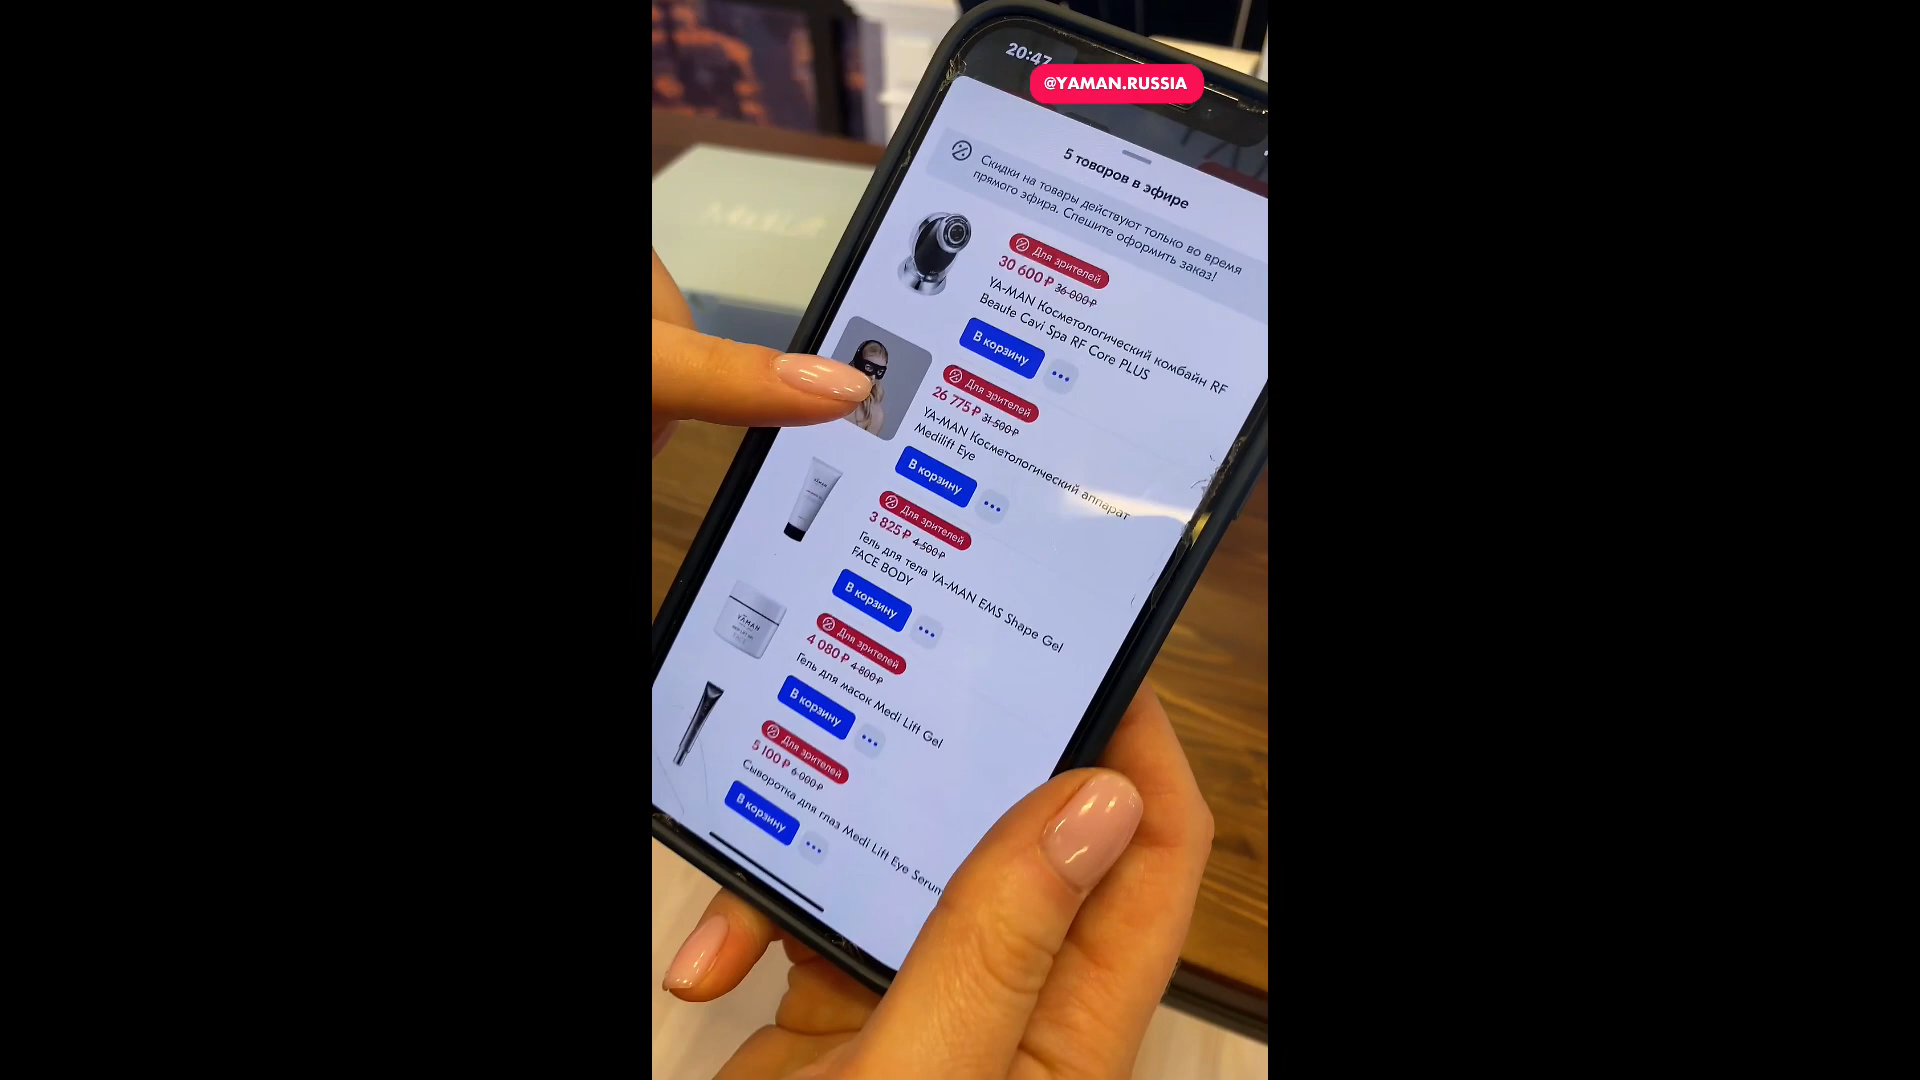 20:47
@YAMAN.RUSSIA
5 товаров в эфире
Скидки на товары действуют только во время
прямого эфира. Спешите оформить заказ!
Для зрителей
30 600 ₽ 36 000 ₽
YA-MAN Косметологический комбайн RF
Beaute Cavi Spa RF Core PLUS
В корзину
Для зрителей
26 775 ₽ 31 500 ₽
YA-MAN Косметологический аппарат
Medilift Eye
В корзину
Для зрителей
3 825 ₽ 4 500 ₽
Гель для тела YA-MAN EMS Shape Gel
FACE BODY
В корзину
YAMAN
Для зрителей
4 080 ₽ 4 800 ₽
Гель для масок Medi Lift Gel
В корзину
Для зрителей
5 100 ₽ 6 000 ₽
Сыворотка для глаз Medi Lift Eye Serum
В корзину